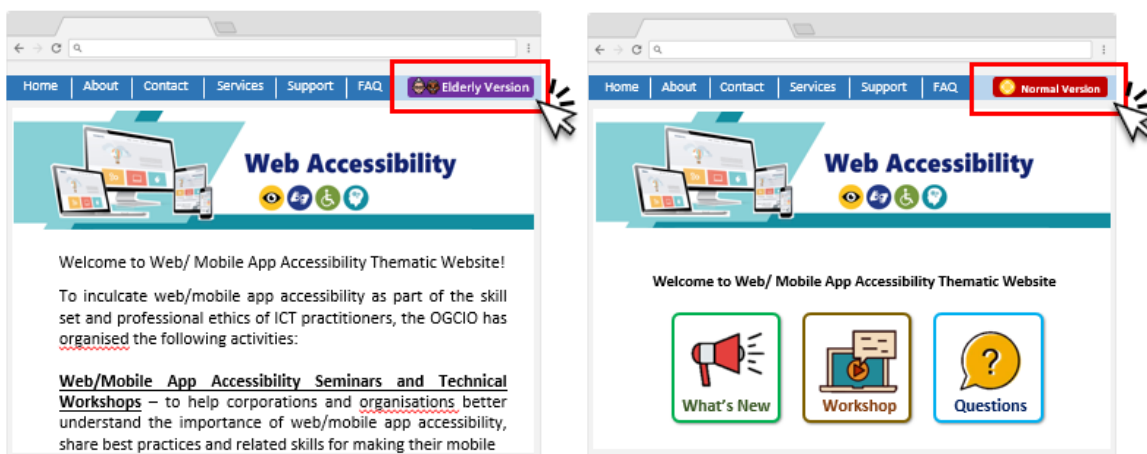 Home About Contact Services Support FAQ Elderly Version
Web Accessibility
Welcome to Web/ Mobile App Accessibility Thematic Website!
To inculcate web/mobile app accessibility as part of the skill
set and professional ethics of ICT practitioners, the OGCIO has
organised the following activities:
Web/Mobile App Accessibility Seminars and Technical
Workshops – to help corporations and organisations better
understand the importance of web/mobile app accessibility,
share best practices and related skills for making their mobile
Home About Contact Services Support FAQ Normal Version
Web Accessibility
Welcome to Web/ Mobile App Accessibility Thematic Website
What's New Workshop Questions